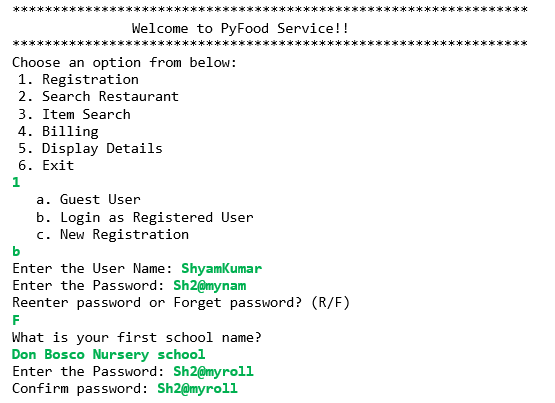 ****************************************************************
Welcome to PyFood Service!!
****************************************************************
Choose an option from below:
1. Registration
2. Search Restaurant
3. Item Search
4. Billing
5. Display Details
6. Exit
1
a. Guest User
b. Login as Registered User
c. New Registration
b
Enter the User Name: ShyamKumar
Enter the Password: Sh2@mynam
Reenter password or Forget password? (R/F)
F
What is your first school name?
Don Bosco Nursery school
Enter the Password: Sh2@myroll
Confirm password: Sh2@myroll